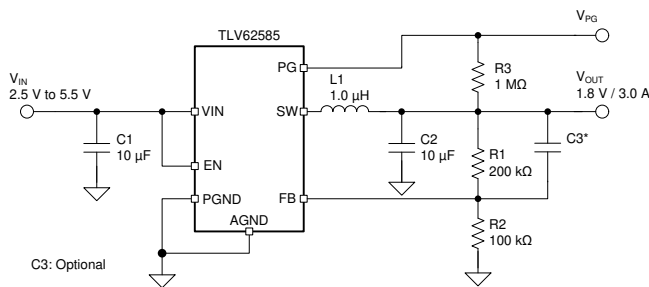 TLV62585
V_PG
V_IN
2.5 V to 5.5 V
PG
L1
1.0 µH
R3
1 MΩ
V_OUT
1.8 V / 3.0 A
VIN
SW
C1
10 µF
C2
10 µF
R1
200 kΩ
C3*
EN
PGND
FB
AGND
R2
100 kΩ
C3: Optional